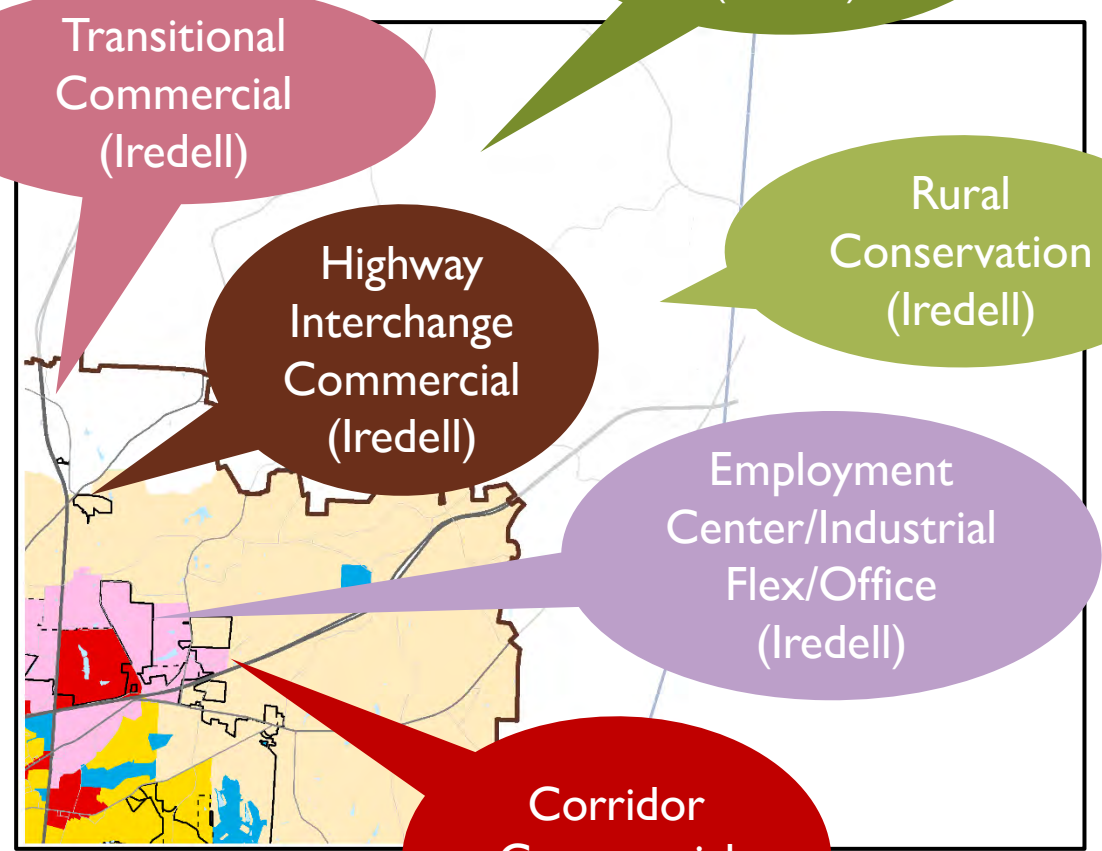 Transitional
Commercial
(Iredell)
Rural
Conservation
(Iredell)
Highway
Interchange
Commercial
(Iredell)
Employment
Center/Industrial
Flex/Office
(Iredell)
Corridor